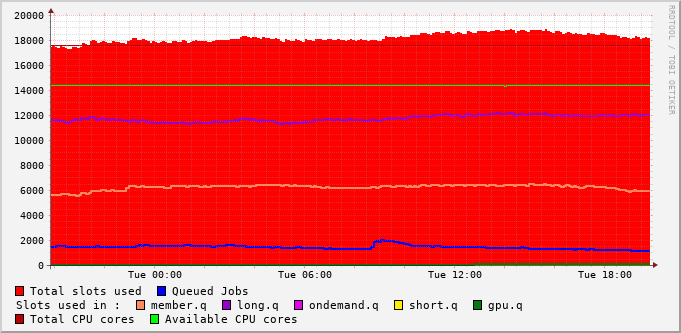 20000
18000
16000
14000
12000
10000
8000
6000
4000
2000
0
Tue 00:00 Tue 06:00 Tue 12:00 Tue 18:00
RRDTOOL / TOBI OETIKER
Total slots used Queued Jobs
Slots used in : member.q long.q ondemand.q short.q gpu.q
Total CPU cores Available CPU cores